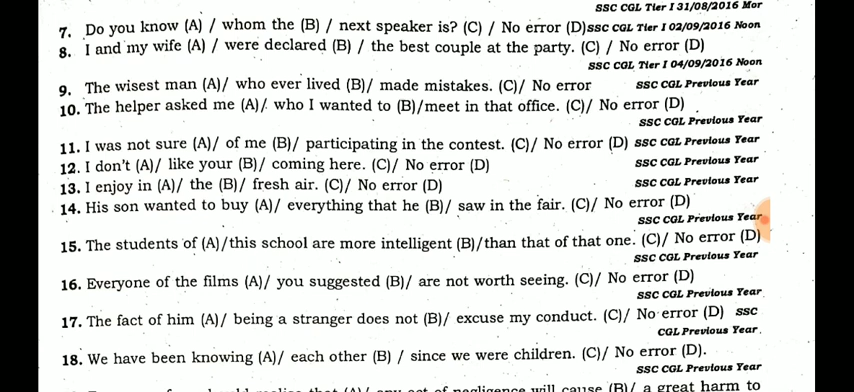 SSC CGL Tier I 31/08/2016 Mor
7. Do you know (A) / whom the (B) / next speaker is? (C) / No error (D)SSC CGL Tier I 02/09/2016 Noon
8. I and my wife (A) / were declared (B) / the best couple at the party. (C) / No error (D)
SSC CGL Tier I 04/09/2016 Noon
9. The wisest man (A)/ who ever lived (B)/ made mistakes. (C)/ No error SSC CGL Previous Year
10. The helper asked me (A)/ who I wanted to (B)/meet in that office. (C)/ No error (D)
SSC CGL Previous Year
11. I was not sure (A)/ of me (B)/ participating in the contest. (C)/ No error (D) SSC CGL Previous Year
12. I don't (A)/ like your (B)/ coming here. (C)/ No error (D) SSC CGL Previous Year
13. I enjoy in (A)/ the (B)/ fresh air. (C)/ No error (D) SSC CGL Previous Year
14. His son wanted to buy (A)/ everything that he (B)/ saw in the fair. (C)/ No error (D)
SSC CGL Previous Year
15. The students of (A)/this school are more intelligent (B)/than that of that one. (C)/ No error (D)
SSC CGL Previous Year
16. Everyone of the films (A)/ you suggested (B)/ are not worth seeing. (C)/ No error (D)
SSC CGL Previous Year
17. The fact of him (A)/ being a stranger does not (B)/ excuse my conduct. (C)/ No error (D) SSC
CGL Previous Year.
18. We have been knowing (A)/ each other (B) / since we were children. (C)/ No error (D).
SSC CGL Previous Year
that (A)/ any act of negligence will cause (B)/ a great harm to